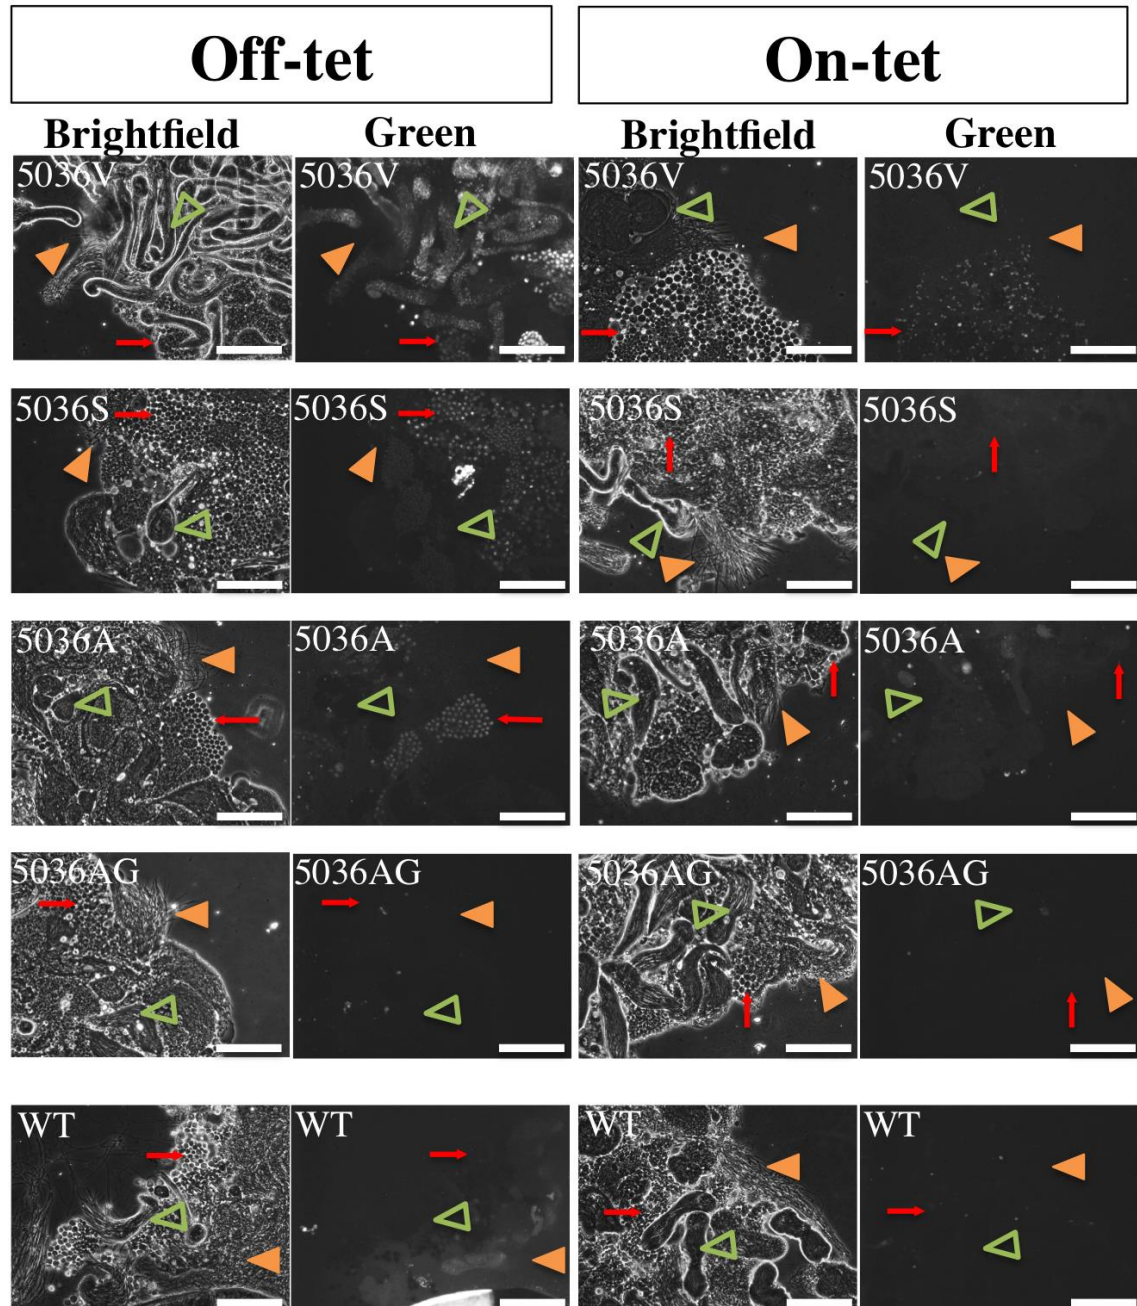 Off-tet On-tet
Brightfield Green Brightfield Green
5036V 5036V 5036V 5036V
5036S 5036S 5036S 5036S
5036A 5036A 5036A 5036A
5036AG 5036AG 5036AG 5036AG
WT WT WT WT